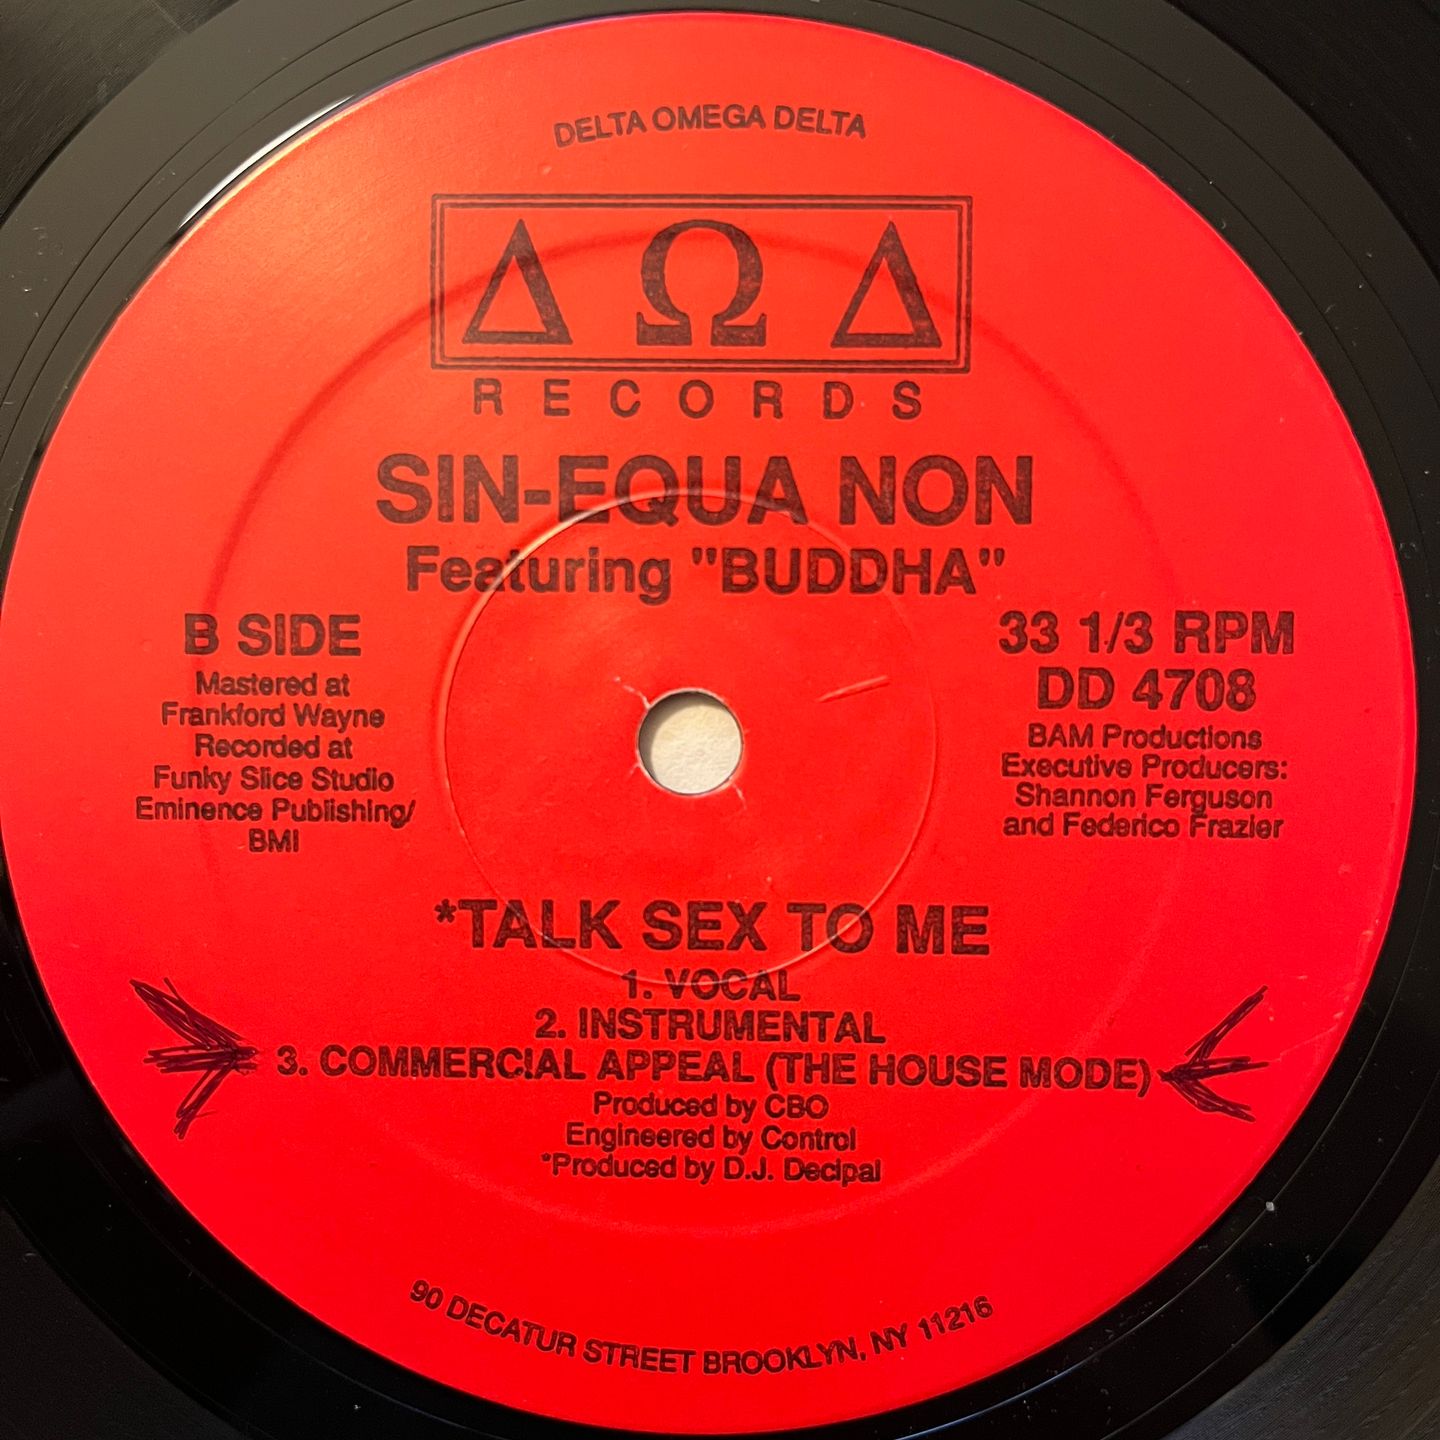 DELTA OMEGA DELTA
Δ Ω Δ
RECORDS
SIN-EQUA NON
Featuring "BUDDHA"
B SIDE
Mastered at
Frankford Wayne
Recorded at
Funky Slice Studio
Eminence Publishing/
BMI
33 1/3 RPM
DD 4708
BAM Productions
Executive Producers:
Shannon Ferguson
and Federico Frazier
*TALK SEX TO ME
1. VOCAL
2. INSTRUMENTAL
3. COMMERCIAL APPEAL (THE HOUSE MODE)
Produced by CBO
Engineered by Control
*Produced by D.J. Decipal
90 DECATUR STREET BROOKLYN, NY 11216